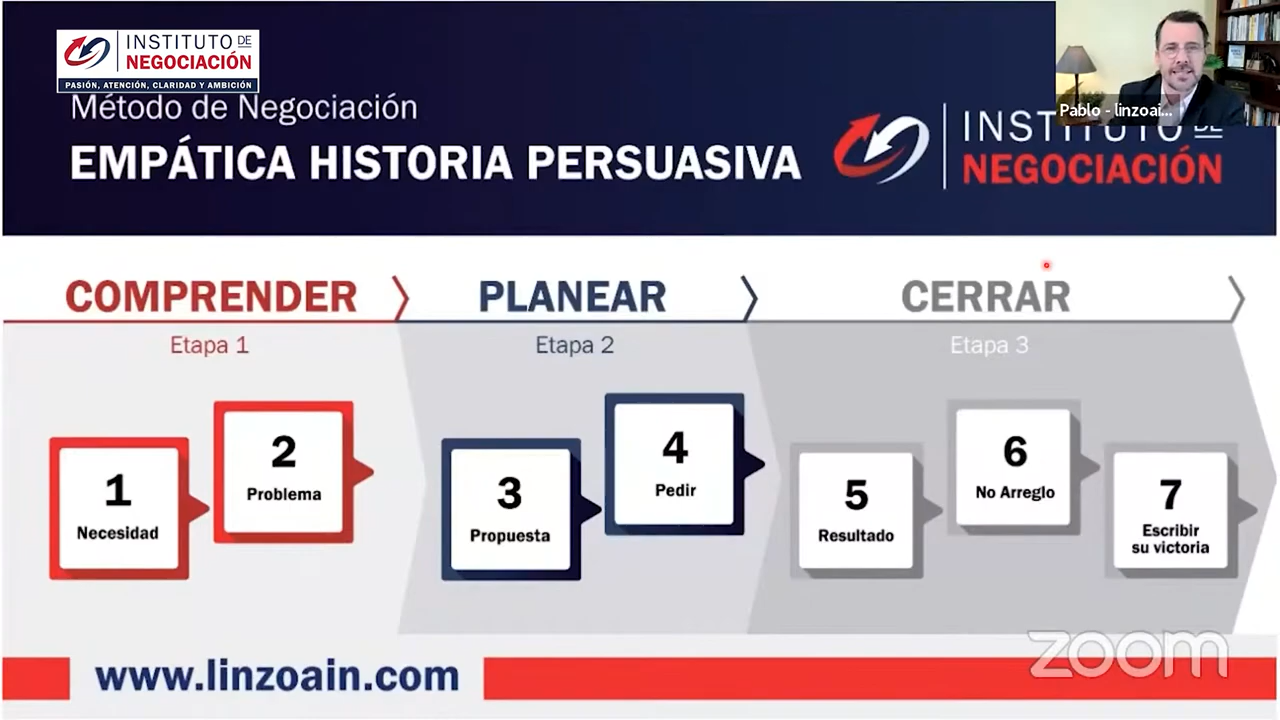 INSTITUTO DE
NEGOCIACIÓN
PASIÓN, ATENCIÓN, CLARIDAD Y AMBICIÓN
Método de Negociación
EMPÁTICA HISTORIA PERSUASIVA
INSTITUTO DE
NEGOCIACIÓN
Pablo - linzoai...
COMPRENDER
PLANEAR
CERRAR
Etapa 1
Etapa 2
Etapa 3
1
Necesidad
2
Problema
3
Propuesta
4
Pedir
5
Resultado
6
No Arreglo
7
Escribir
su victoria
zoom
www.linzoain.com